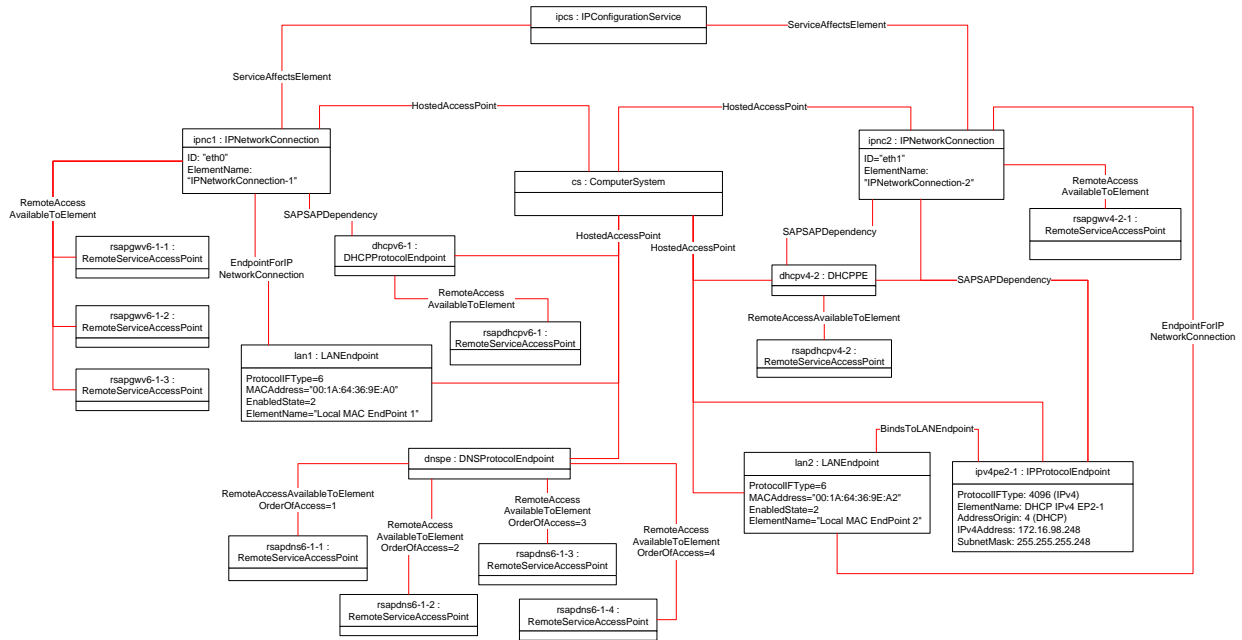 ipcs : IPConfigurationService
ServiceAffectsElement
ServiceAffectsElement
HostedAccessPoint
HostedAccessPoint
ipnc1 : IPNetworkConnection
ID: "eth0"
ElementName:
"IPNetworkConnection-1"
ipnc2 : IPNetworkConnection
ID="eth1"
ElementName:
"IPNetworkConnection-2"
cs : ComputerSystem
RemoteAccess
AvailableToElement
SAPSAPDependency
HostedAccessPoint
HostedAccessPoint
SAPSAPDependency
RemoteAccess
AvailableToElement
rsapgwv4-2-1 :
RemoteServiceAccessPoint
rsapgwv6-1-1 :
RemoteServiceAccessPoint
EndpointForIP
NetworkConnection
dhcpv6-1 :
DHCPProtocolEndpoint
dhcpv4-2 : DHCPPE
SAPSAPDependency
RemoteAccess
AvailableToElement
rsapgwv6-1-2 :
RemoteServiceAccessPoint
rsapdhcpv6-1 :
RemoteServiceAccessPoint
RemoteAccessAvailableToElement
EndpointForIP
NetworkConnection
rsapdhcpv4-2 :
RemoteServiceAccessPoint
rsapgwv6-1-3 :
RemoteServiceAccessPoint
lan1 : LANEndpoint
ProtocolIFType=6
MACAddress="00:1A:64:36:9E:A0"
EnabledState=2
ElementName="Local MAC EndPoint 1"
BindsToLANEndpoint
dnspe : DNSProtocolEndpoint
lan2 : LANEndpoint
ProtocolIFType=6
MACAddress="00:1A:64:36:9E:A2"
EnabledState=2
ElementName="Local MAC EndPoint 2"
ipv4pe2-1 : IPProtocolEndpoint
ProtocolIFType: 4096 (IPv4)
ElementName: DHCP IPv4 EP2-1
AddressOrigin: 4 (DHCP)
IPv4Address: 172.16.98.248
SubnetMask: 255.255.255.248
RemoteAccessAvailableToElement
OrderOfAccess=1
RemoteAccess
AvailableToElement
OrderOfAccess=2
RemoteAccess
AvailableToElement
OrderOfAccess=3
RemoteAccess
AvailableToElement
OrderOfAccess=4
rsapdns6-1-1 :
RemoteServiceAccessPoint
rsapdns6-1-3 :
RemoteServiceAccessPoint
rsapdns6-1-2 :
RemoteServiceAccessPoint
rsapdns6-1-4 :
RemoteServiceAccessPoint